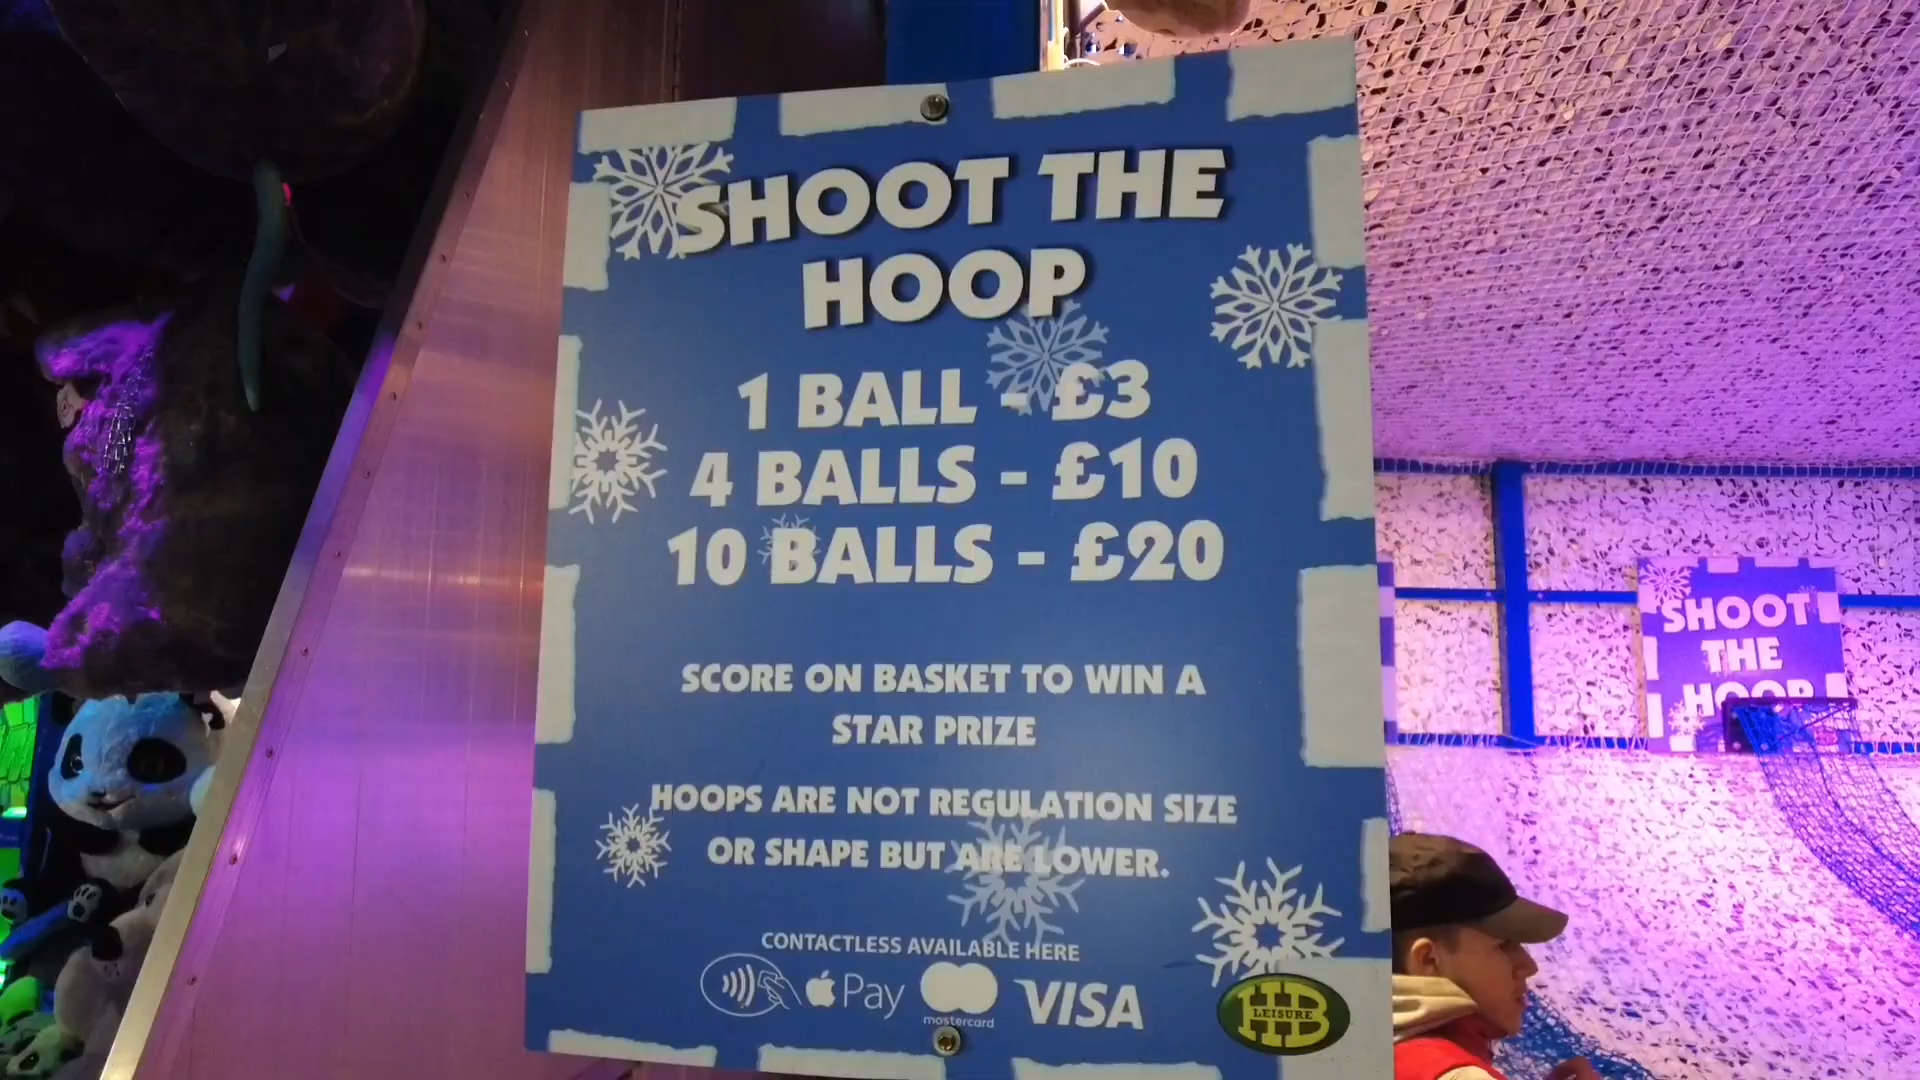 SHOOT THE
HOOP
1 BALL - £3
4 BALLS - £10
10 BALLS - £20
SCORE ON BASKET TO WIN A
STAR PRIZE
HOOPS ARE NOT REGULATION SIZE
OR SHAPE BUT ARE LOWER.
CONTACTLESS AVAILABLE HERE
Pay
mastercard
VISA
HB
LEISURE
SHOOT
THE
HOOP